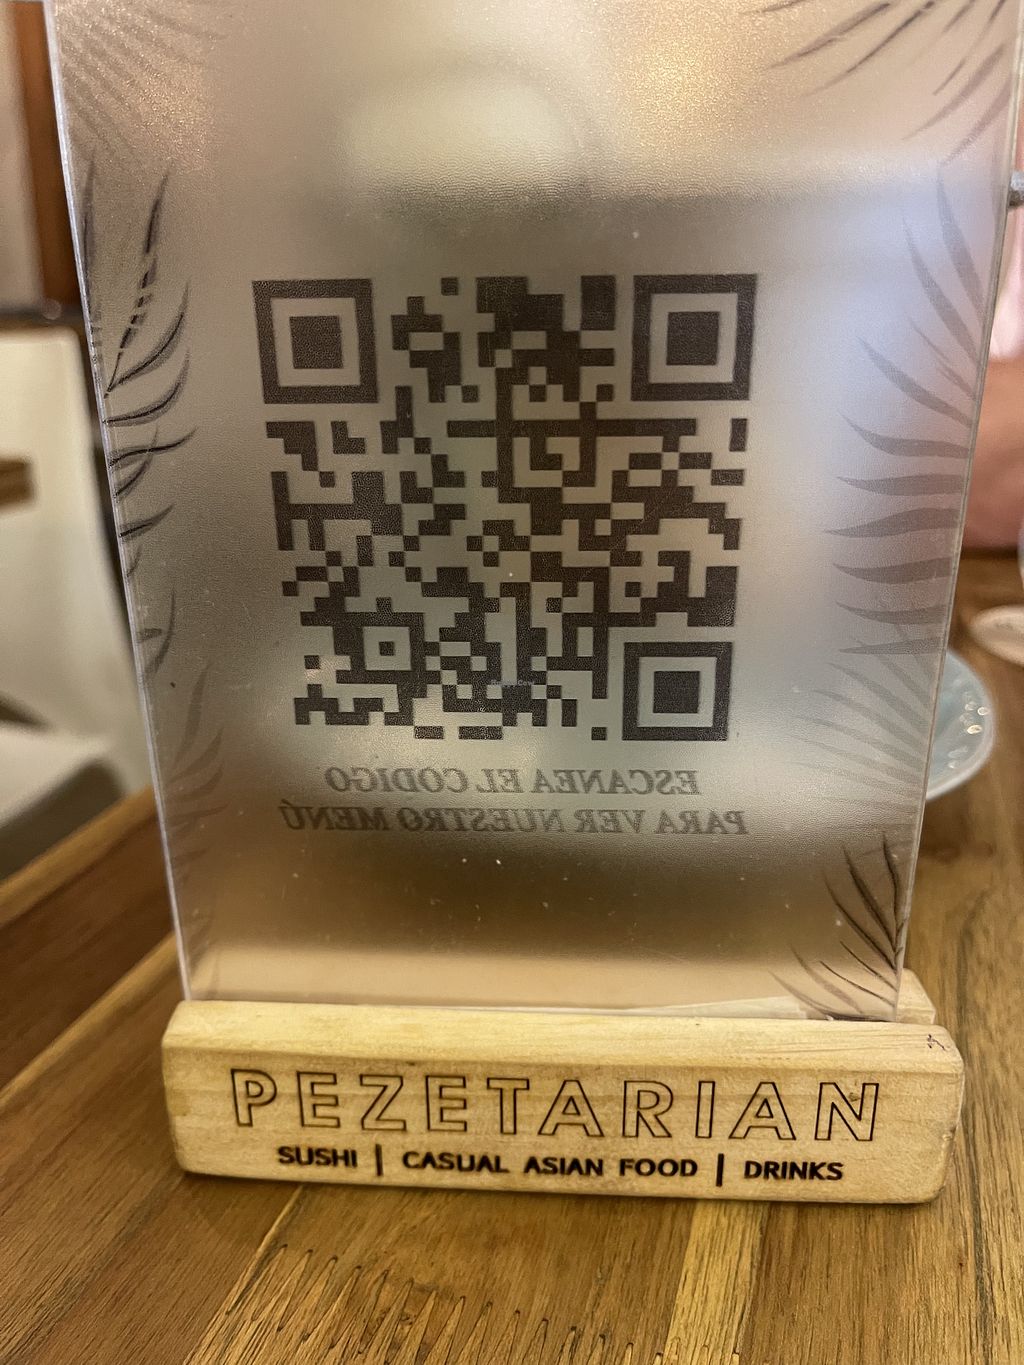 ESCANEA EL CODIGO
PARA VER NUESTRO MENÚ
PEZETARIAN
SUSHI | CASUAL ASIAN FOOD | DRINKS